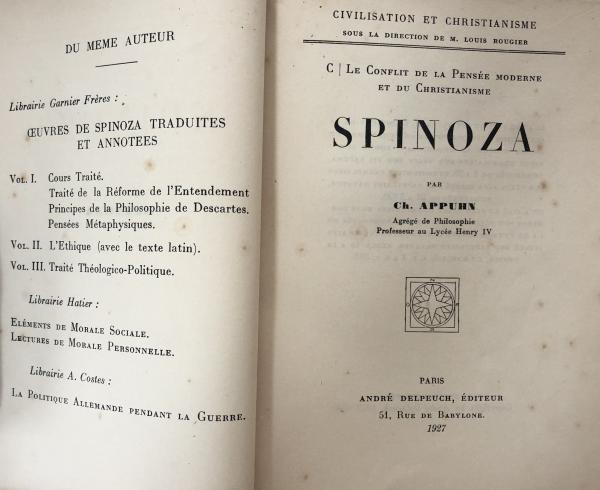 DU MEME AUTEUR
Librairie Garnier Frères :
ŒUVRES DE SPINOZA TRADUITES
ET ANNOTEES
Vol. I. Cours Traité.
Traité de la Réforme de l'Entendement
Principes de la Philosophie de Descartes.
Pensées Métaphysiques.
Vol. II. L'Ethique (avec le texte latin).
Vol. III. Traité Théologico-Politique.
Librairie Hatier :
Eléments de Morale Sociale.
Lectures de Morale Personnelle.
Librairie A. Costes :
La Politique Allemande pendant la Guerre.
CIVILISATION ET CHRISTIANISME
SOUS LA DIRECTION DE M. LOUIS ROUGIER
C | Le Conflit de la Pensée moderne
et du Christianisme
SPINOZA
PAR
Ch. APPUHN
Agrégé de Philosophie
Professeur au Lycée Henry IV
PARIS
ANDRÉ DELPEUCH, ÉDITEUR
51, Rue de Babylone.
1927